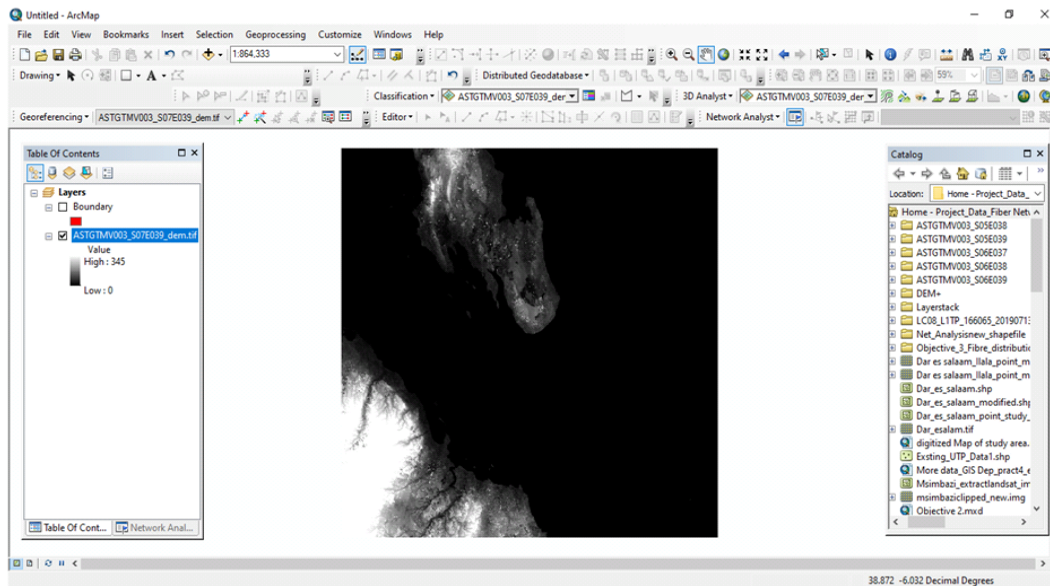 Untitled - ArcMap
File Edit View Bookmarks Insert Selection Geoprocessing Customize Windows Help
1:864,333
Drawing Distributed Geodatabase 59%
Classification ASTGTMV003_S07E039_der 3D Analyst ASTGTMV003_S07E039_der
Georeferencing ASTGTMV003_S07E039_dem.tif Editor Network Analyst
Table Of Contents
Layers
Boundary
ASTGTMV003_S07E039_dem.tif
Value
High : 345
Low : 0
Table Of Cont... Network Anal...
Catalog
Location: Home - Project_Data_
Home - Project_Data_Fiber Netv
ASTGTMV003_S05E038
ASTGTMV003_S05E039
ASTGTMV003_S06E037
ASTGTMV003_S06E038
ASTGTMV003_S06E039
DEM+
Layerstack
LC08_L1TP_166065_20190713
Net_Analysisnew_shapefile
Objective_3_Fibre_distributic
Dar es salaam_Ilala_point_m
Dar es salaam_Ilala_point_m
Dar_es_salaam.shp
Dar_es_salaam_modified.shp
Dar_es_salaam_point_study_
Dar_esalam.tif
digitized Map of study area.
Exsting_UTP_Data1.shp
More data_GIS Dep_pract4_e
Msimbazi_extractlandsat_im
msimbaziclipped_new.img
Objective 2.mxd
38.872 -6.032 Decimal Degrees